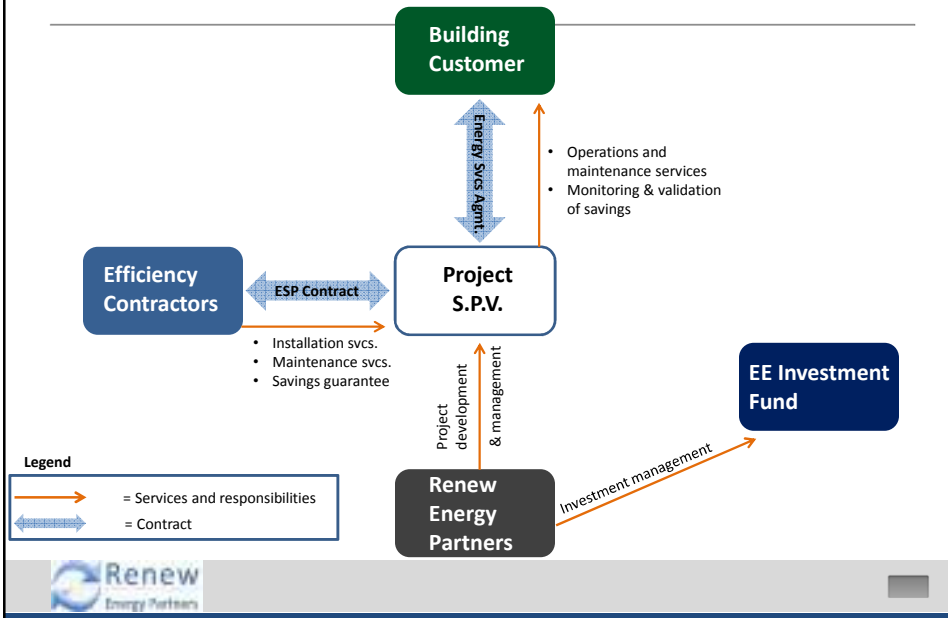 Building
Customer
Energy Svcs Agmt.
• Operations and
maintenance services
• Monitoring & validation
of savings
Efficiency
Contractors
ESP Contract
Project
S.P.V.
• Installation svcs.
• Maintenance svcs.
• Savings guarantee
Project
development
& management
EE Investment
Fund
Investment management
Renew
Energy
Partners
Legend
= Services and responsibilities
= Contract
Renew
Energy Partners